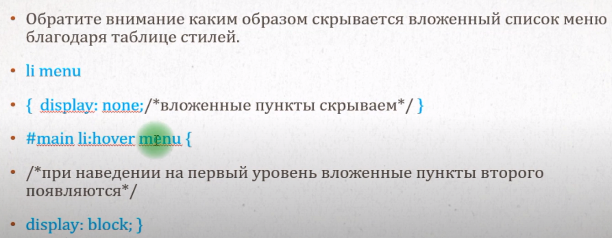 Обратите внимание каким образом скрывается вложенный список меню
благодаря таблице стилей.
li menu
{ display: none;/*вложенные пункты скрываем*/ }
#main li:hover menu {
/*при наведении на первый уровень вложенные пункты второго
появляются*/
display: block; }